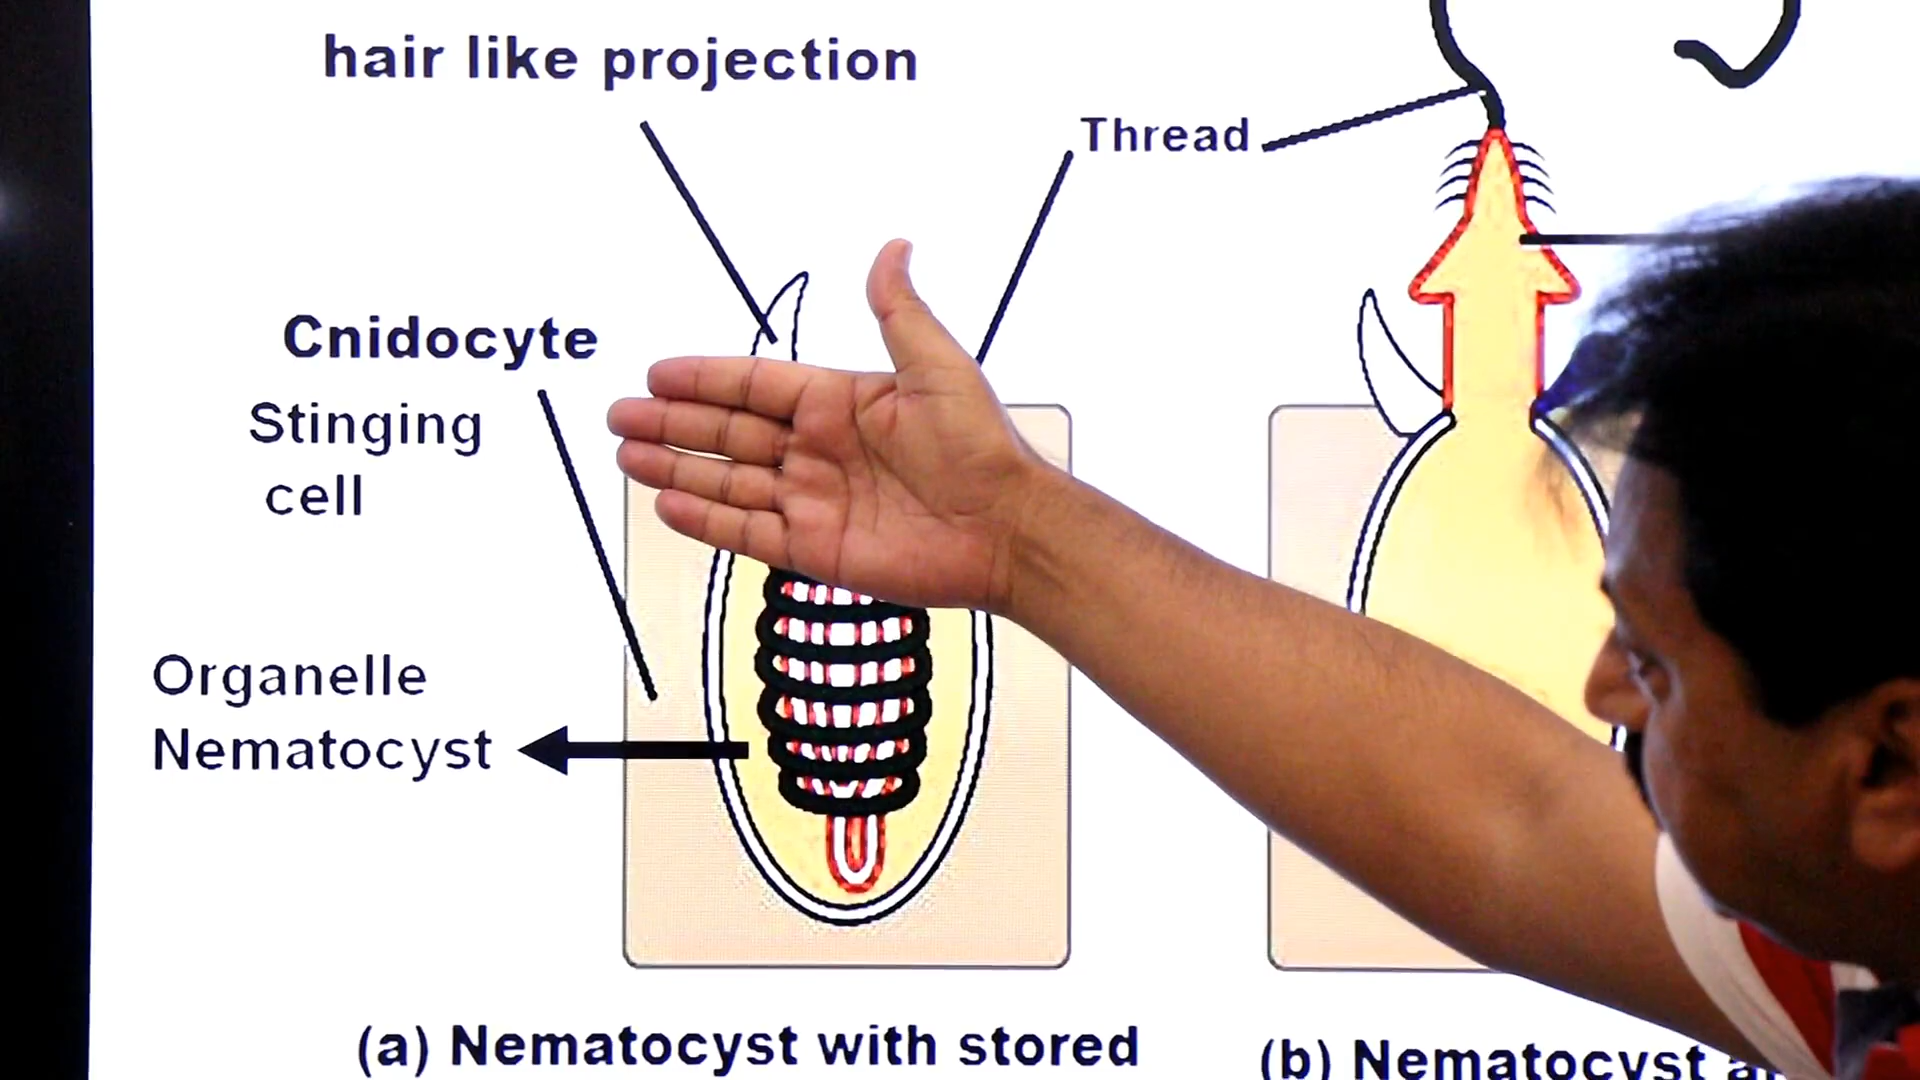 hair like projection
Thread
Cnidocyte
Stinging
cell
Organelle
Nematocyst
(a) Nematocyst with stored
(b) Nematocyst